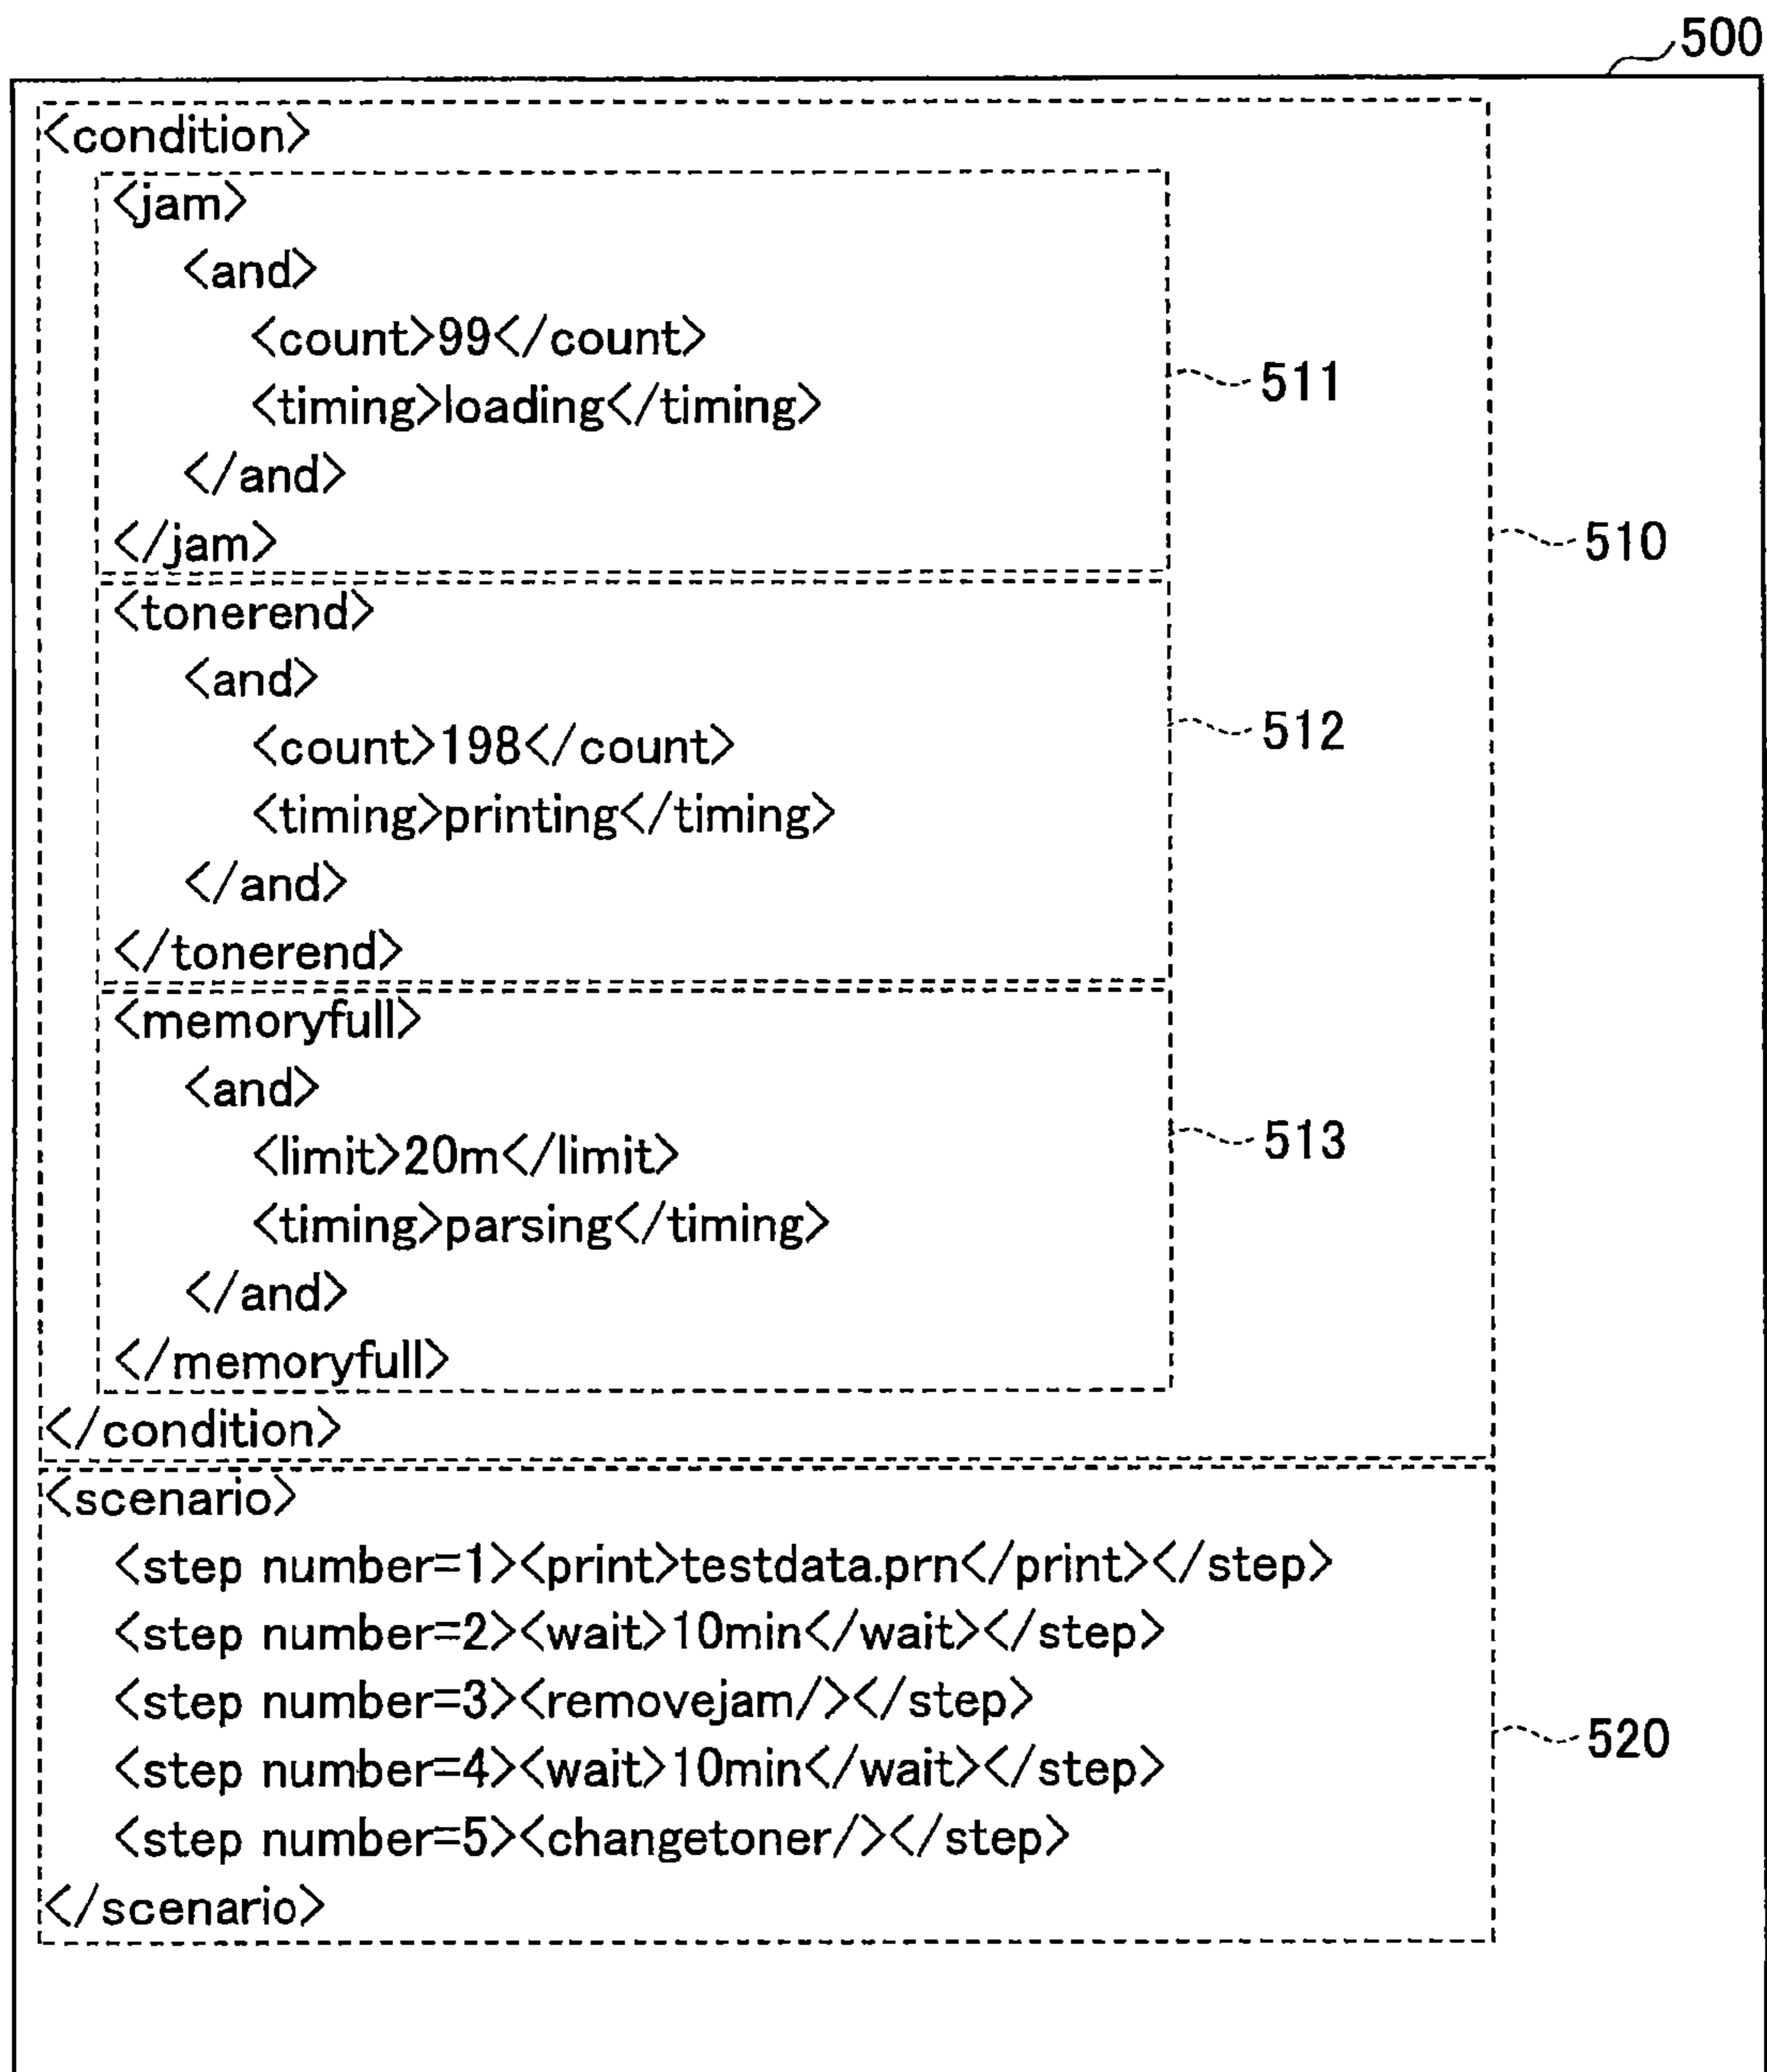 500
<condition>
<jam>
<and>
<count>99</count>
<timing>loading</timing>
511
</and>
</jam>
510
<tonerend>
<and>
<count>198</count>
512
<timing>printing</timing>
</and>
</tonerend>
<memoryfull>
<and>
<limit>20m</limit>
513
<timing>parsing</timing>
</and>
</memoryfull>
</condition>
<scenario>
<step number=1><print>testdata.prn</print></step>
<step number=2><wait>10min</wait></step>
<step number=3><removejam/></step>
520
<step number=4><wait>10min</wait></step>
<step number=5><changetoner/></step>
</scenario>